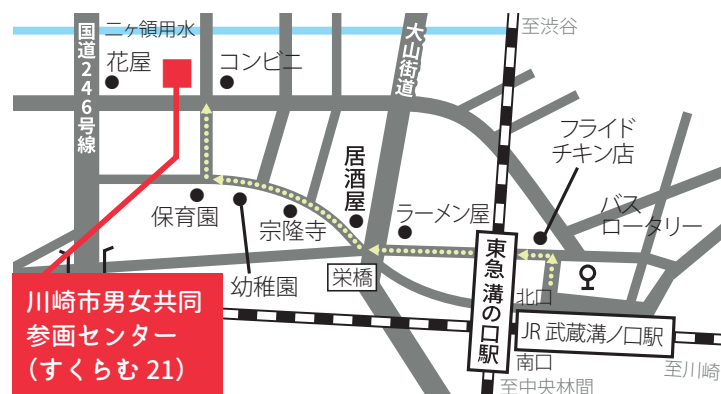 二ヶ領用水
至渋谷
国道246号線
花屋
コンビニ
大山街道
フライド
チキン店
居酒屋
ラーメン屋
バス
ロータリー
保育園
宗隆寺
幼稚園
栄橋
東急 溝の口駅
北口
JR 武蔵溝ノ口駅
南口
至川崎
至中央林間
川崎市男女共同
参画センター
(すくらむ 21)